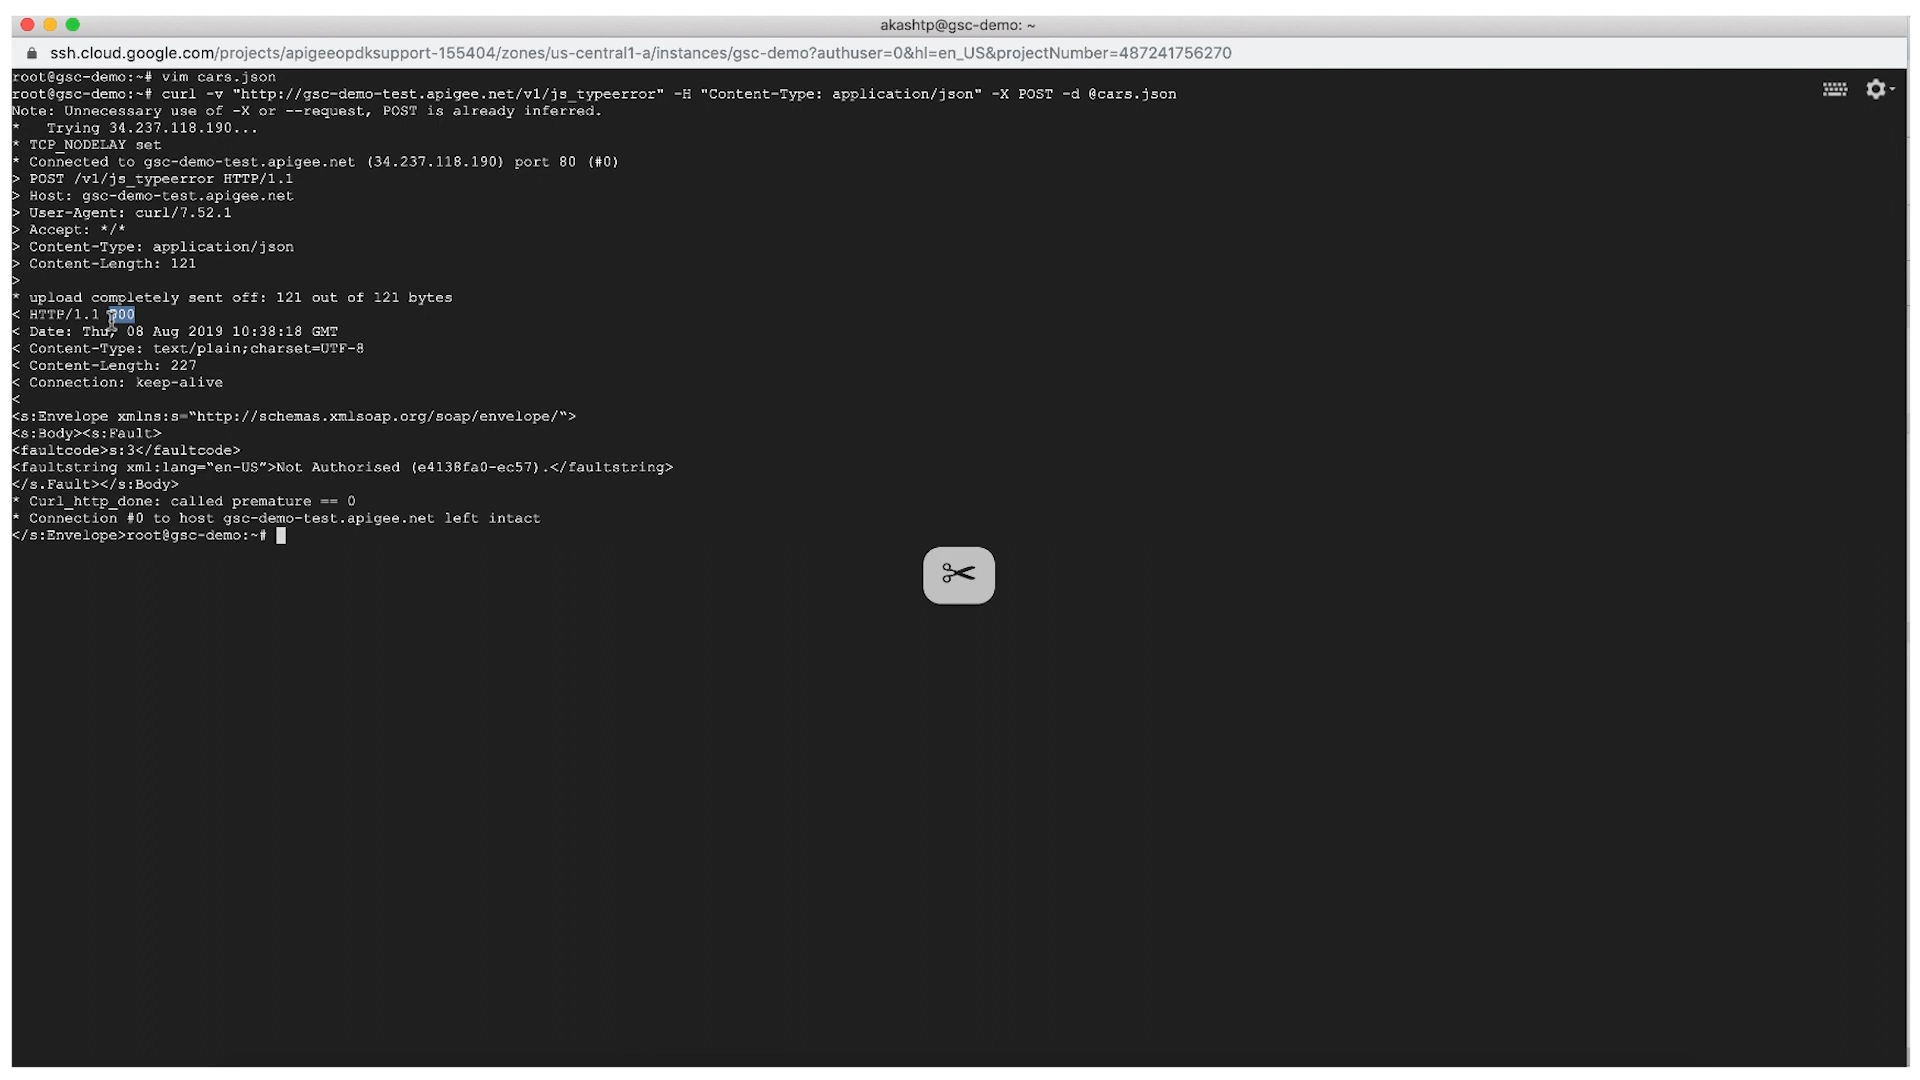 akashtp@gsc-demo: ~
ssh.cloud.google.com/projects/apigeeopdksupport-155404/zones/us-central1-a/instances/gsc-demo?authuser=0&hl=en_US&projectNumber=487241756270
root@gsc-demo:~# vim cars.json
root@gsc-demo:~# curl -v "http://gsc-demo-test.apigee.net/v1/js_typeerror" -H "Content-Type: application/json" -X POST -d @cars.json
Note: Unnecessary use of -X or --request, POST is already inferred.
*   Trying 34.237.118.190...
* TCP_NODELAY set
* Connected to gsc-demo-test.apigee.net (34.237.118.190) port 80 (#0)
> POST /v1/js_typeerror HTTP/1.1
> Host: gsc-demo-test.apigee.net
> User-Agent: curl/7.52.1
> Accept: */*
> Content-Type: application/json
> Content-Length: 121
>
* upload completely sent off: 121 out of 121 bytes
< HTTP/1.1
< Date: Thu, 08 Aug 2019 10:38:18 GMT
< Content-Type: text/plain;charset=UTF-8
< Content-Length: 227
< Connection: keep-alive
<
<s:Envelope xmlns:s=“http://schemas.xmlsoap.org/soap/envelope/“>
<s:Body><s:Fault>
<faultcode>s:3</faultcode>
<faultstring xml:lang=“en-US”>Not Authorised (e4138fa0-ec57).</faultstring>
</s.Fault></s:Body>
* Curl_http_done: called premature == 0
* Connection #0 to host gsc-demo-test.apigee.net left intact
</s:Envelope>root@gsc-demo:~#